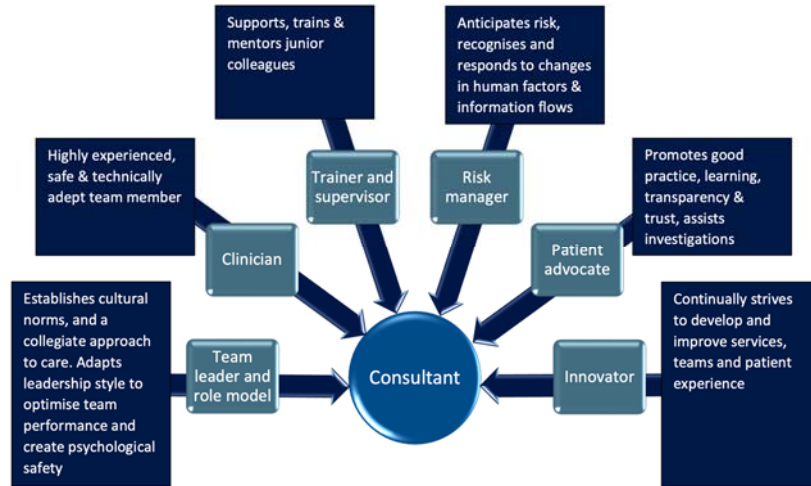 Supports, trains &
mentors junior
colleagues
Anticipates risk,
recognises and
responds to changes
in human factors &
information flows
Highly experienced,
safe & technically
adept team member
Trainer and
supervisor
Risk
manager
Promotes good
practice, learning,
transparency &
trust, assists
investigations
Clinician
Patient
advocate
Establishes cultural
norms, and a
collegiate approach
to care. Adapts
leadership style to
optimise team
performance and
create psychological
safety
Team
leader and
role model
Consultant
Innovator
Continually strives
to develop and
improve services,
teams and patient
experience